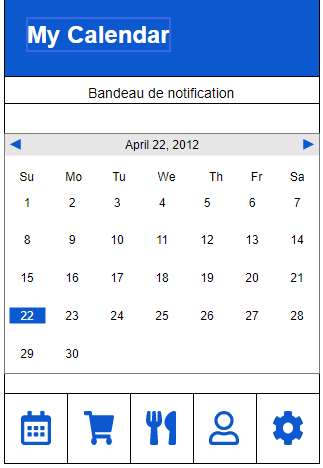 My Calendar
Bandeau de notification
April 22, 2012
Su Mo Tu We Th Fr Sa
1 2 3 4 5 6 7
8 9 10 11 12 13 14
15 16 17 18 19 20 21
22 23 24 25 26 27 28
29 30